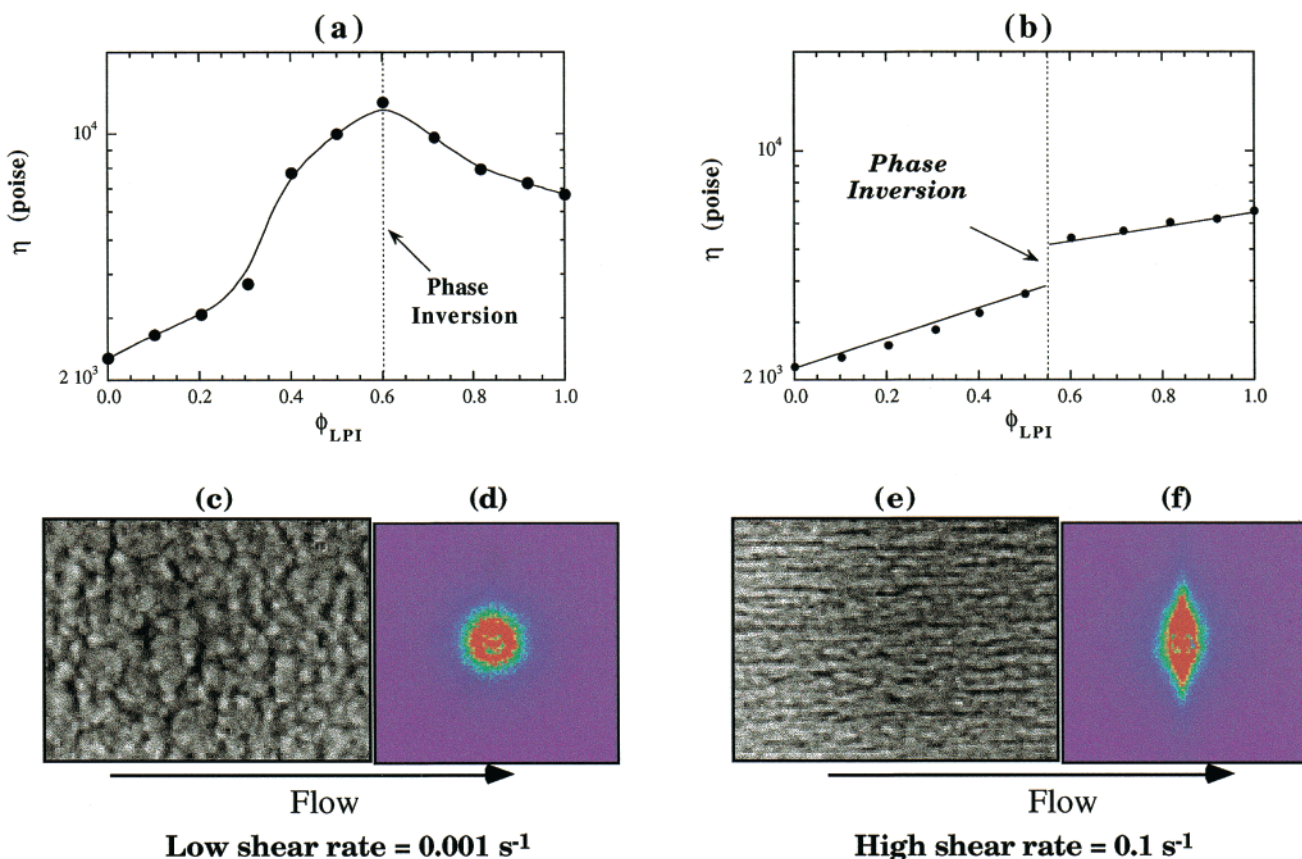 (a)
10⁴
η (poise)
2 10³
0.0 0.2 0.4 0.6 0.8 1.0
ϕLPI
Phase
Inversion
(b)
10⁴
η (poise)
2 10³
0.0 0.2 0.4 0.6 0.8 1.0
ϕLPI
Phase
Inversion
(c)
(d)
Flow
Low shear rate = 0.001 s⁻¹
(e)
(f)
Flow
High shear rate = 0.1 s⁻¹